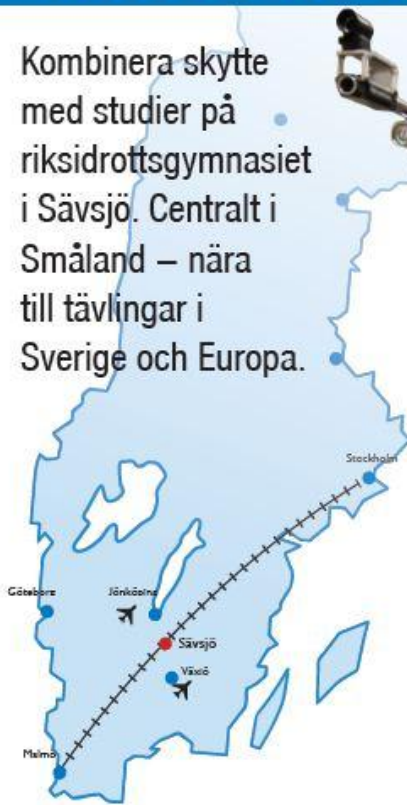 Kombinera skytte
med studier på
riksidrottsgymnasiet
i Sävsjö. Centralt i
Småland – nära
till tävlingar i
Sverige och Europa.
Stockholm
Göteborg
Jönköping
Sävsjö
Växjö
Malmö